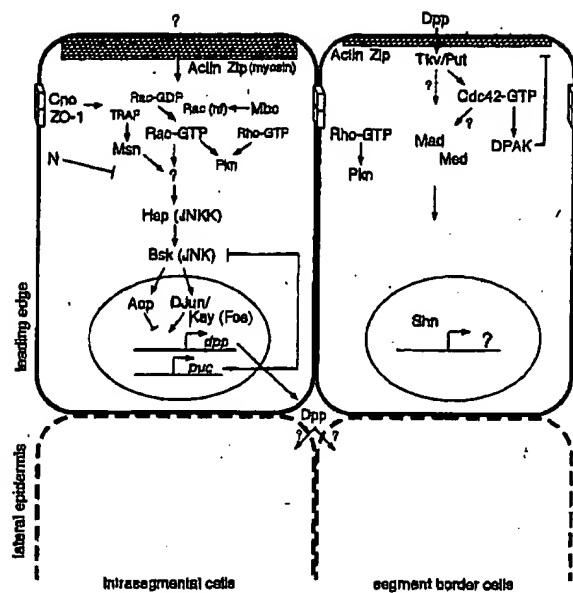 ?
Dpp
Actin Zip (myosin)
Actin Zip
Tkv/Put
?
Cno
ZO-1
Rac-GDP
TRAF
Rac (nf)
Mbc
Cdc42-GTP
Rac-GTP
Rho-GTP
Rho-GTP
?
Mad
Med
DPAK
N
Msn
?
Pkn
Pkn
Hep (JNKK)
Bsk (JNK)
Aop
DJun/
Kay (Fos)
dpp
puc
Shn
?
leading edge
Dpp
?
?
lateral epidermis
intrasegmental cells
segment border cells